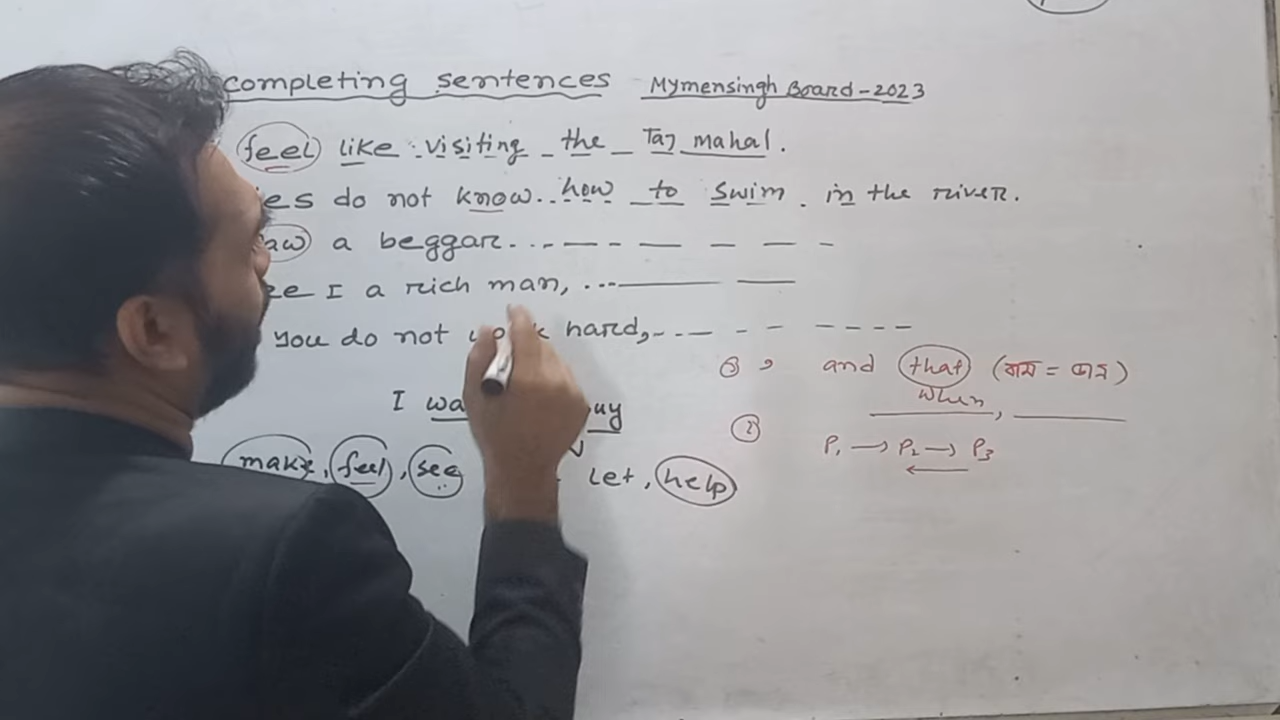 completing sentences Mymensingh Board-2023
feel like visiting the Taj mahal.
do not know.. how to swim in the river.
a beggar...
I a rich man, ...
you do not hard,
① , and that (বাম = ডান)
when ,
I
② P₁ → P₂ → P₃
make, feel, see let, help